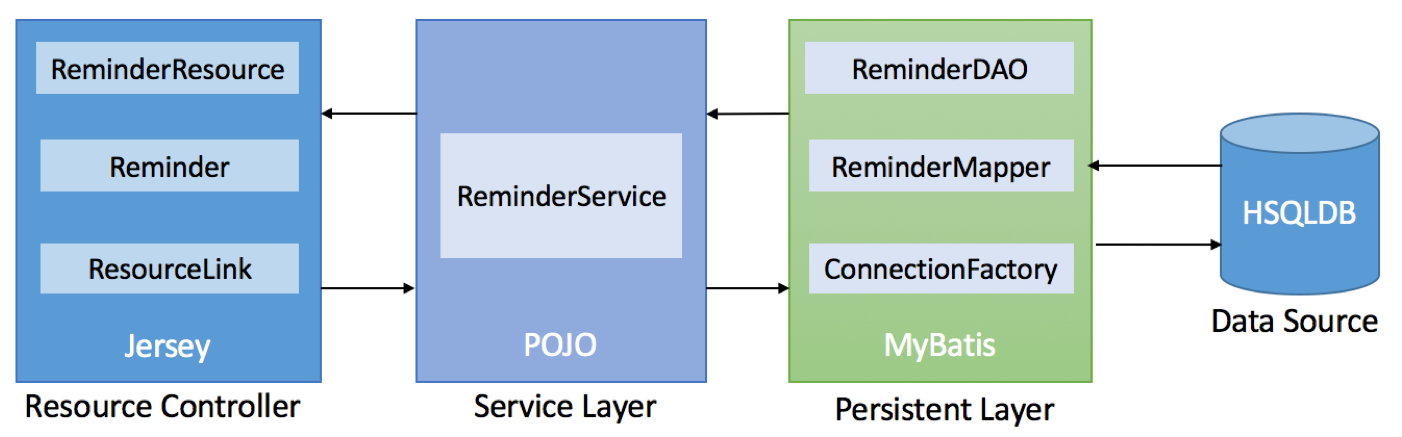 ReminderResource
Reminder
ResourceLink
Jersey
Resource Controller
ReminderService
POJO
Service Layer
ReminderDAO
ReminderMapper
ConnectionFactory
MyBatis
Persistent Layer
HSQLDB
Data Source